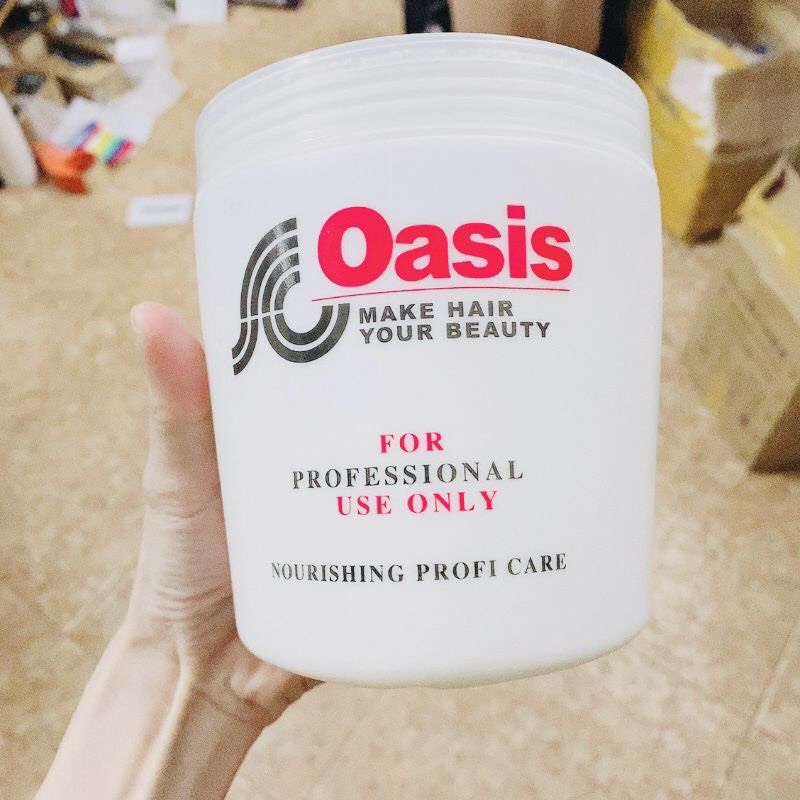 Oasis
MAKE HAIR
YOUR BEAUTY
FOR
PROFESSIONAL
USE ONLY
NOURISHING PROFI CARE